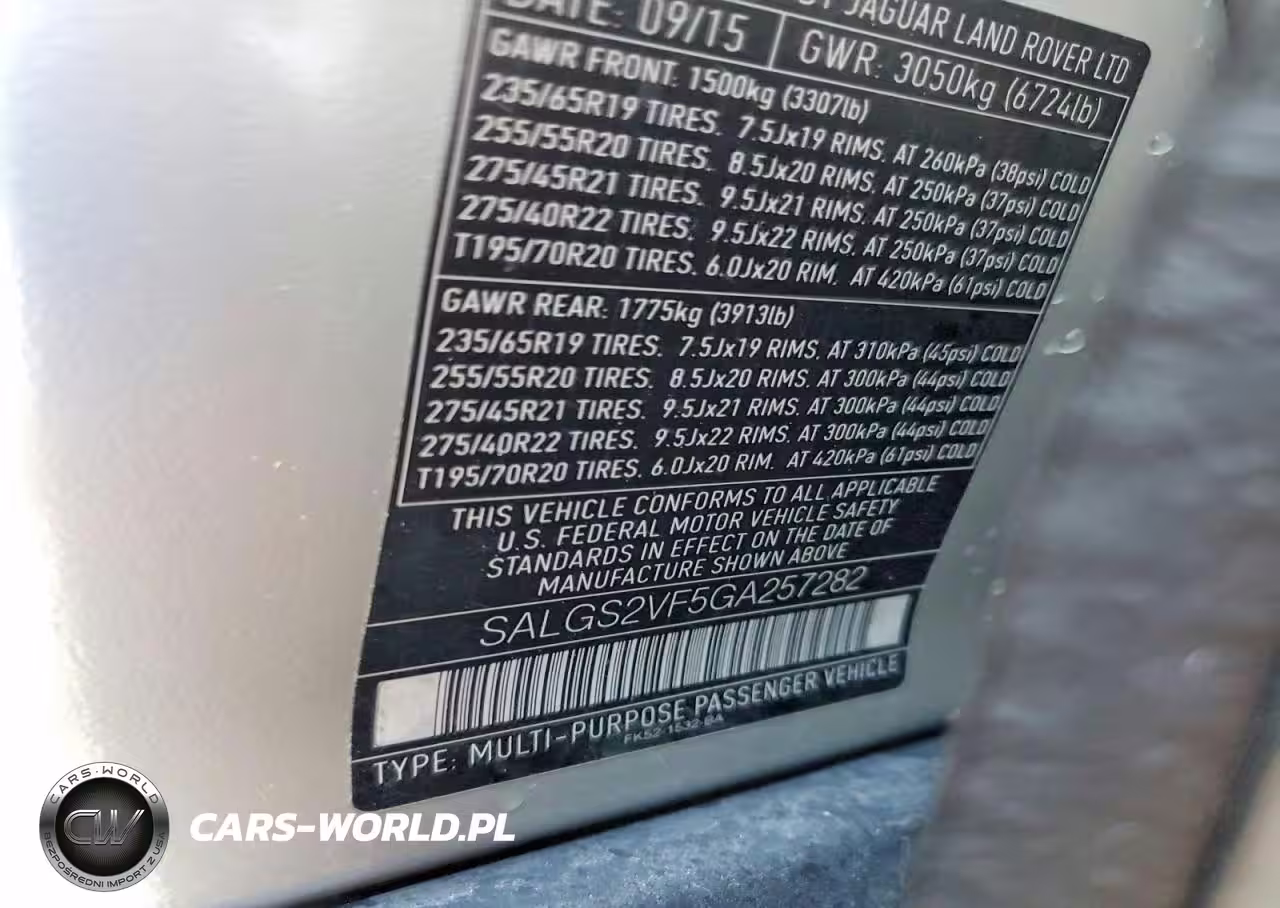 JAGUAR LAND ROVER LTD
DATE: 09/15 GWR: 3050kg (6724lb)
GAWR FRONT: 1500kg (3307lb)
235/65R19 TIRES. 7.5Jx19 RIMS. AT 260kPa (38psi) COLD
255/55R20 TIRES. 8.5Jx20 RIMS. AT 250kPa (37psi) COLD
275/45R21 TIRES. 9.5Jx21 RIMS. AT 250kPa (37psi) COLD
275/40R22 TIRES. 9.5Jx22 RIMS. AT 250kPa (37psi) COLD
T195/70R20 TIRES. 6.0Jx20 RIM. AT 420kPa (61psi) COLD
GAWR REAR: 1775kg (3913lb)
235/65R19 TIRES. 7.5Jx19 RIMS. AT 310kPa (45psi) COLD
255/55R20 TIRES. 8.5Jx20 RIMS. AT 300kPa (44psi) COLD
275/45R21 TIRES. 9.5Jx21 RIMS. AT 300kPa (44psi) COLD
275/40R22 TIRES. 9.5Jx22 RIMS. AT 300kPa (44psi) COLD
T195/70R20 TIRES. 6.0Jx20 RIM. AT 420kPa (61psi) COLD
THIS VEHICLE CONFORMS TO ALL APPLICABLE
U.S. FEDERAL MOTOR VEHICLE SAFETY
STANDARDS IN EFFECT ON THE DATE OF
MANUFACTURE SHOWN ABOVE
SALGS2VF5GA257282
TYPE: MULTI-PURPOSE PASSENGER VEHICLE
CARS-WORLD
CW
BEZPOŚREDNI IMPORT Z USA
CARS-WORLD.PL